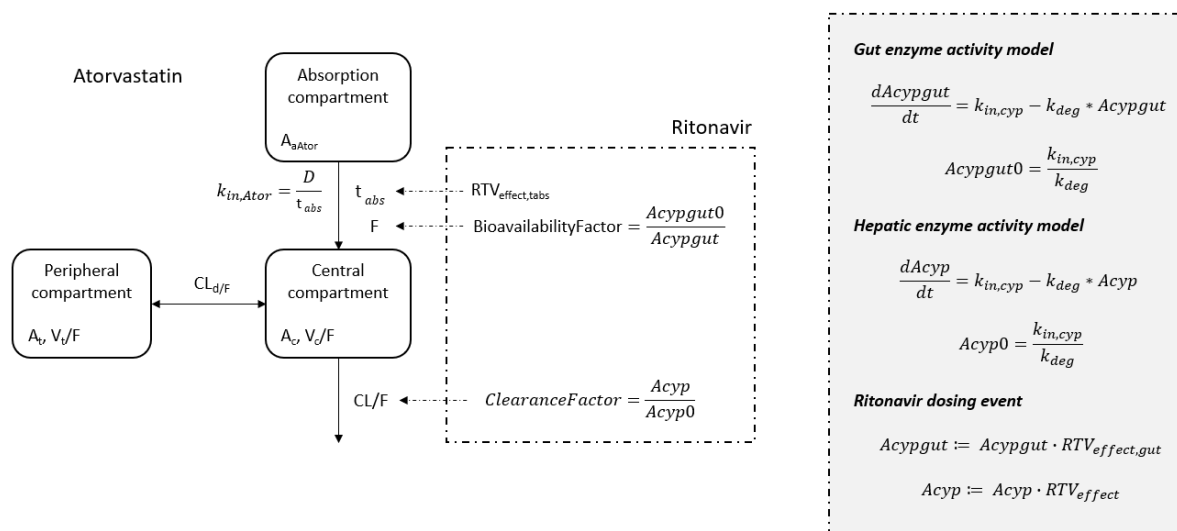 Atorvastatin
Absorption
compartment
A_aAtor
k_in,Ator = D / t_abs
t_abs
F
Peripheral
compartment
A_t, V_t/F
CL_d/F
Central
compartment
A_c, V_c/F
CL/F
Ritonavir
RTV_effect,tabs
BioavailabilityFactor = Acypgut0 / Acypgut
ClearanceFactor = Acyp / Acyp0
Gut enzyme activity model
dAcypgut / dt = k_in,cyp − k_deg * Acypgut
Acypgut0 = k_in,cyp / k_deg
Hepatic enzyme activity model
dAcyp / dt = k_in,cyp − k_deg * Acyp
Acyp0 = k_in,cyp / k_deg
Ritonavir dosing event
Acypgut ≔ Acypgut · RTV_effect,gut
Acyp ≔ Acyp · RTV_effect